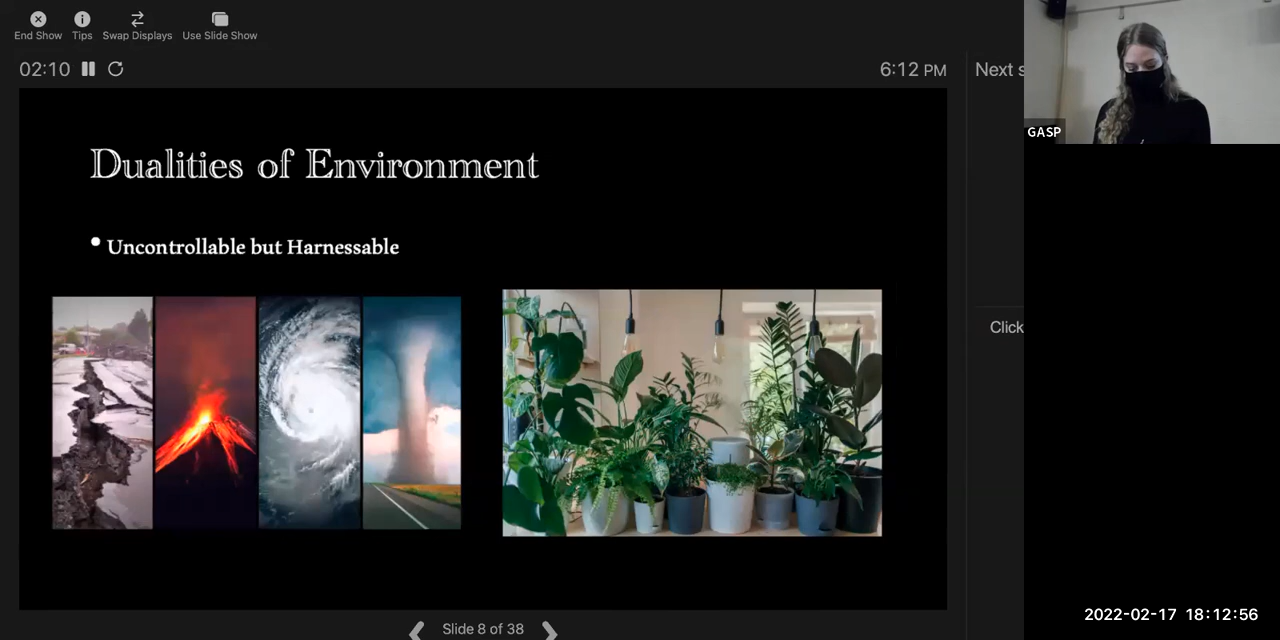 End Show Tips Swap Displays Use Slide Show
02:10 6:12 PM Next s
GASP
Dualities of Environment
• Uncontrollable but Harnessable
Click
Slide 8 of 38
2022-02-17 18:12:56